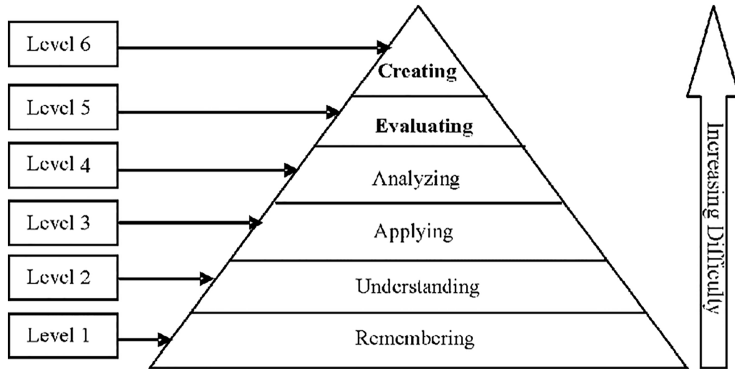 Level 6
Creating
Level 5
Evaluating
Level 4
Analyzing
Level 3
Applying
Level 2
Understanding
Level 1
Remembering
Increasing Difficulty